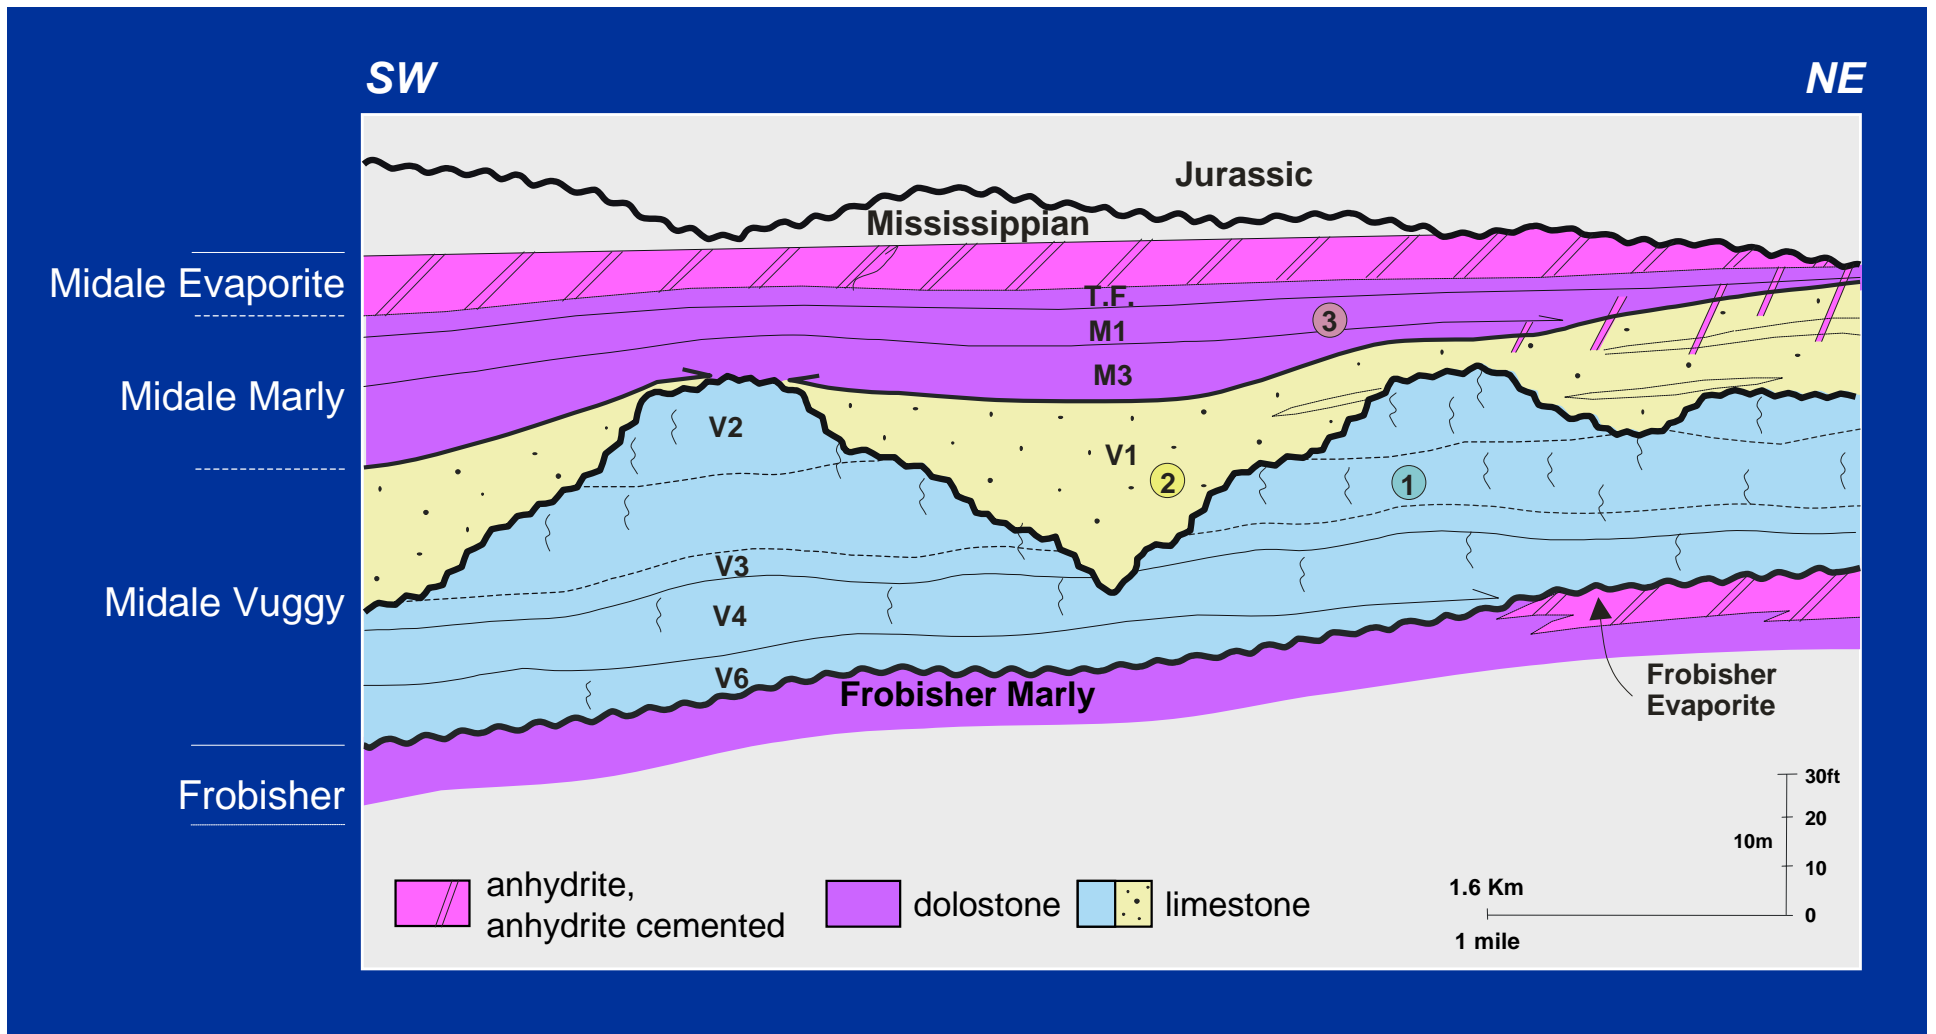 SW
NE
Jurassic
Mississippian
Midale Evaporite
T.F.
3
M1
M3
Midale Marly
V2
V1
2
1
V3
Midale Vuggy
V4
V6
Frobisher Marly
Frobisher
Evaporite
Frobisher
30ft
20
10m
10
0
1.6 Km
1 mile
anhydrite,
anhydrite cemented
dolostone
limestone